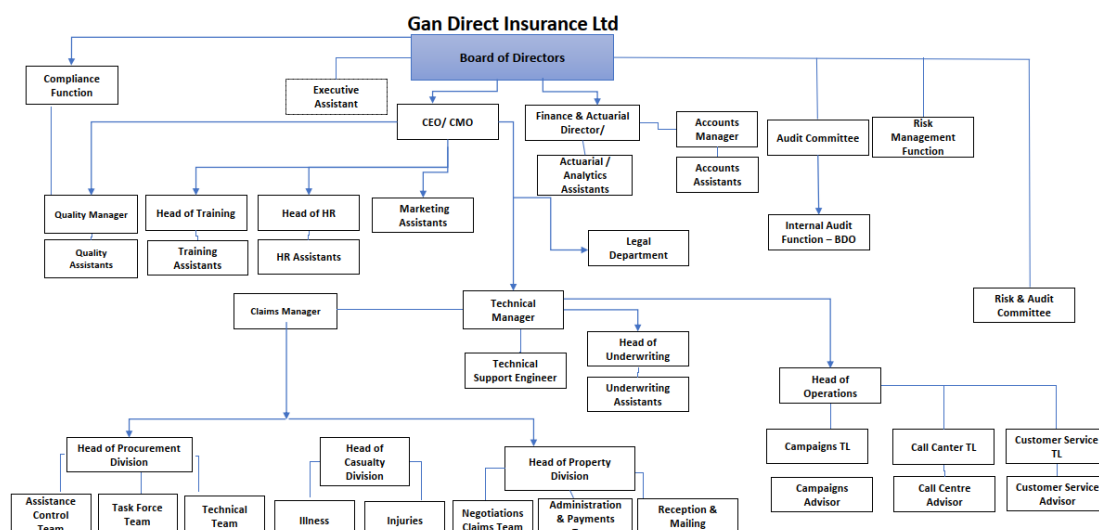 Gan Direct Insurance Ltd
Board of Directors
Compliance
Function
Executive
Assistant
CEO/ CMO
Finance & Actuarial
Director/
Accounts
Manager
Audit Committee
Risk
Management
Function
Actuarial /
Analytics
Assistants
Accounts
Assistants
Quality Manager
Head of Training
Head of HR
Marketing
Assistants
Internal Audit
Function – BDO
Quality
Assistants
Training
Assistants
HR Assistants
Legal
Department
Claims Manager
Technical
Manager
Risk & Audit
Committee
Head of
Underwriting
Technical
Support Engineer
Underwriting
Assistants
Head of
Operations
Head of Procurement
Division
Head of
Casualty
Division
Head of Property
Division
Campaigns TL
Call Canter TL
Customer Service
TL
Assistance
Control
Team
Task Force
Team
Technical
Team
Illness
Injuries
Negotiations
Claims Team
Administration
& Payments
Reception &
Mailing
Campaigns
Advisor
Call Centre
Advisor
Customer Service
Advisor